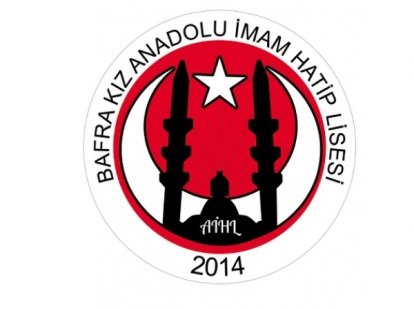 BAFRA KIZ ANADOLU İMAM HATİP LİSESİ
AİHL
2014